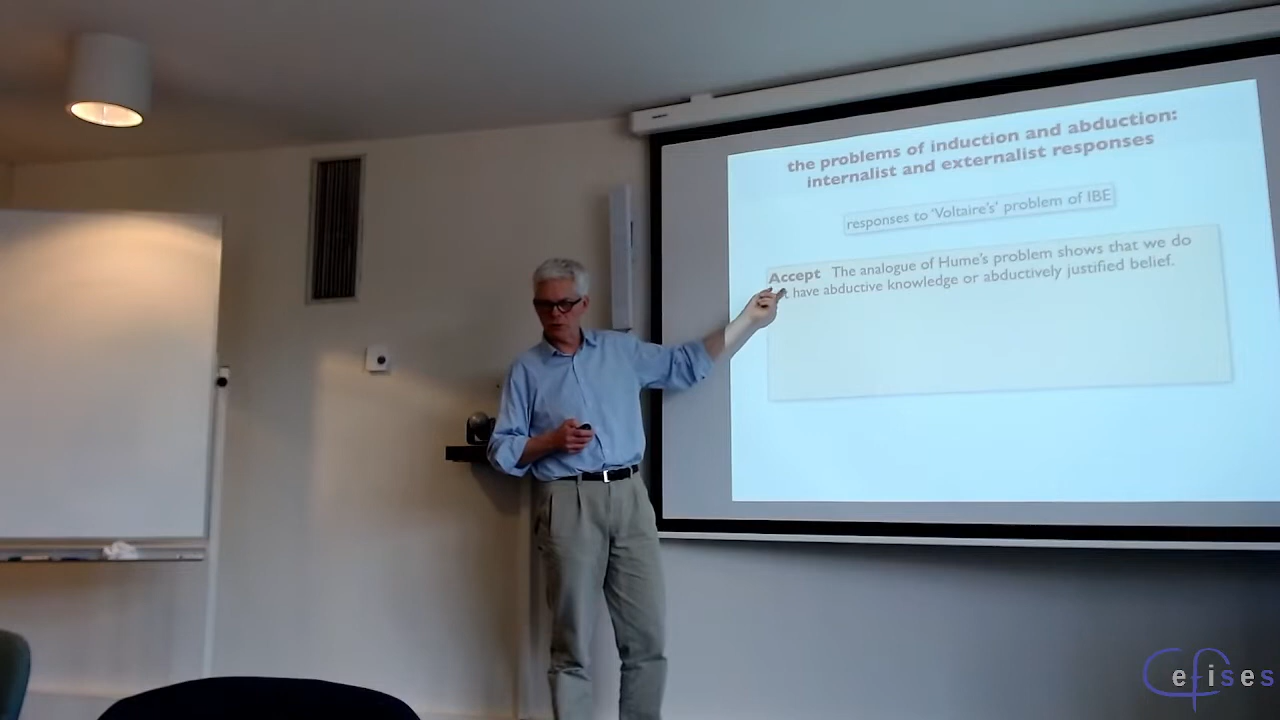 the problems of induction and abduction:
internalist and externalist responses
responses to 'Voltaire's' problem of IBE
Accept The analogue of Hume's problem shows that we do
have abductive knowledge or abductively justified belief.
efises